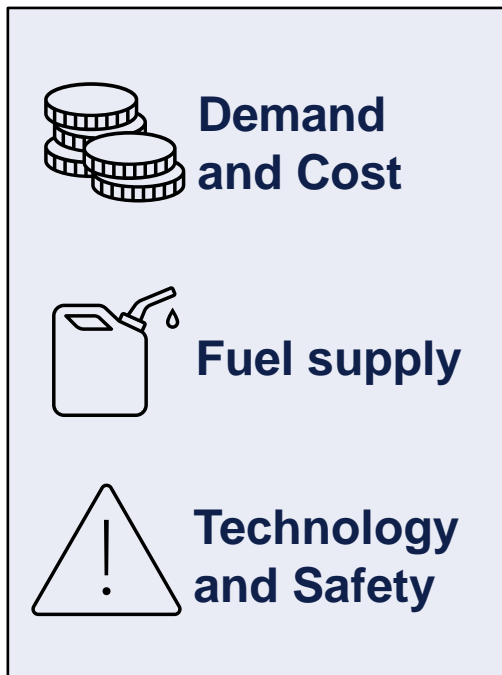 Demand
and Cost
Fuel supply
Technology
and Safety